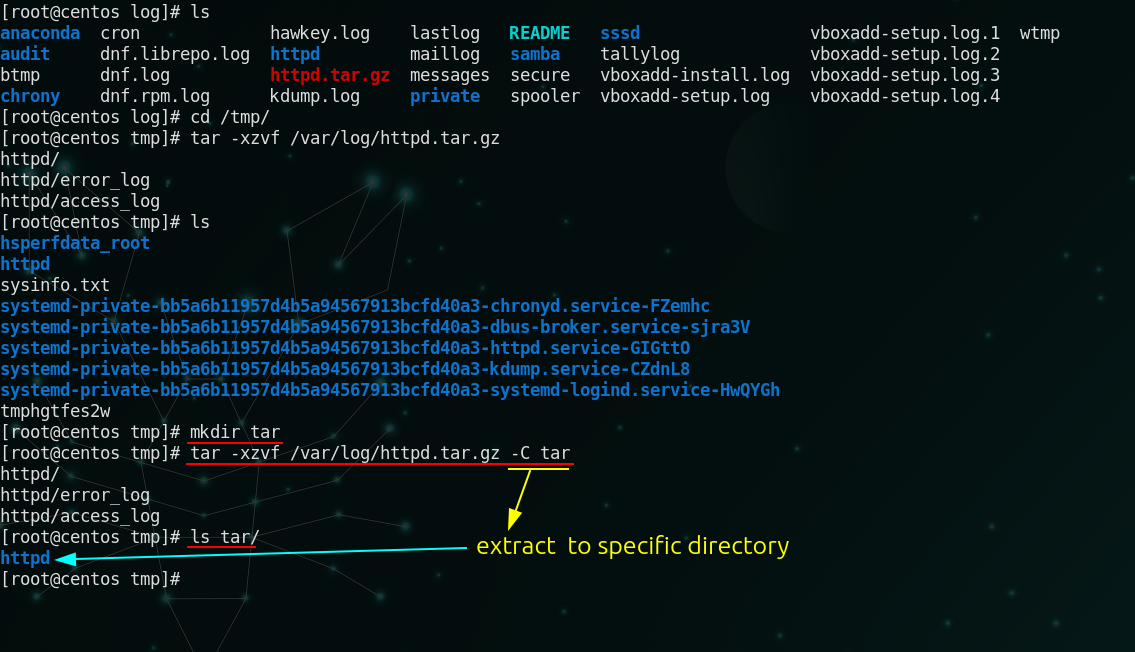 [root@centos log]# ls
anaconda  cron             hawkey.log    lastlog   README   sssd                 vboxadd-setup.log.1  wtmp
audit     dnf.librepo.log  httpd         maillog   samba    tallylog             vboxadd-setup.log.2
btmp      dnf.log          httpd.tar.gz  messages  secure   vboxadd-install.log  vboxadd-setup.log.3
chrony    dnf.rpm.log      kdump.log     private   spooler  vboxadd-setup.log    vboxadd-setup.log.4
[root@centos log]# cd /tmp/
[root@centos tmp]# tar -xzvf /var/log/httpd.tar.gz
httpd/
httpd/error_log
httpd/access_log
[root@centos tmp]# ls
hsperfdata_root
httpd
sysinfo.txt
systemd-private-bb5a6b11957d4b5a94567913bcfd40a3-chronyd.service-FZemhc
systemd-private-bb5a6b11957d4b5a94567913bcfd40a3-dbus-broker.service-sjra3V
systemd-private-bb5a6b11957d4b5a94567913bcfd40a3-httpd.service-GIGttO
systemd-private-bb5a6b11957d4b5a94567913bcfd40a3-kdump.service-CZdnL8
systemd-private-bb5a6b11957d4b5a94567913bcfd40a3-systemd-logind.service-HwQYGh
tmphgtfes2w
[root@centos tmp]# mkdir tar
[root@centos tmp]# tar -xzvf /var/log/httpd.tar.gz -C tar
httpd/
httpd/error_log
httpd/access_log
[root@centos tmp]# ls tar/
extract  to specific directory
httpd
[root@centos tmp]#